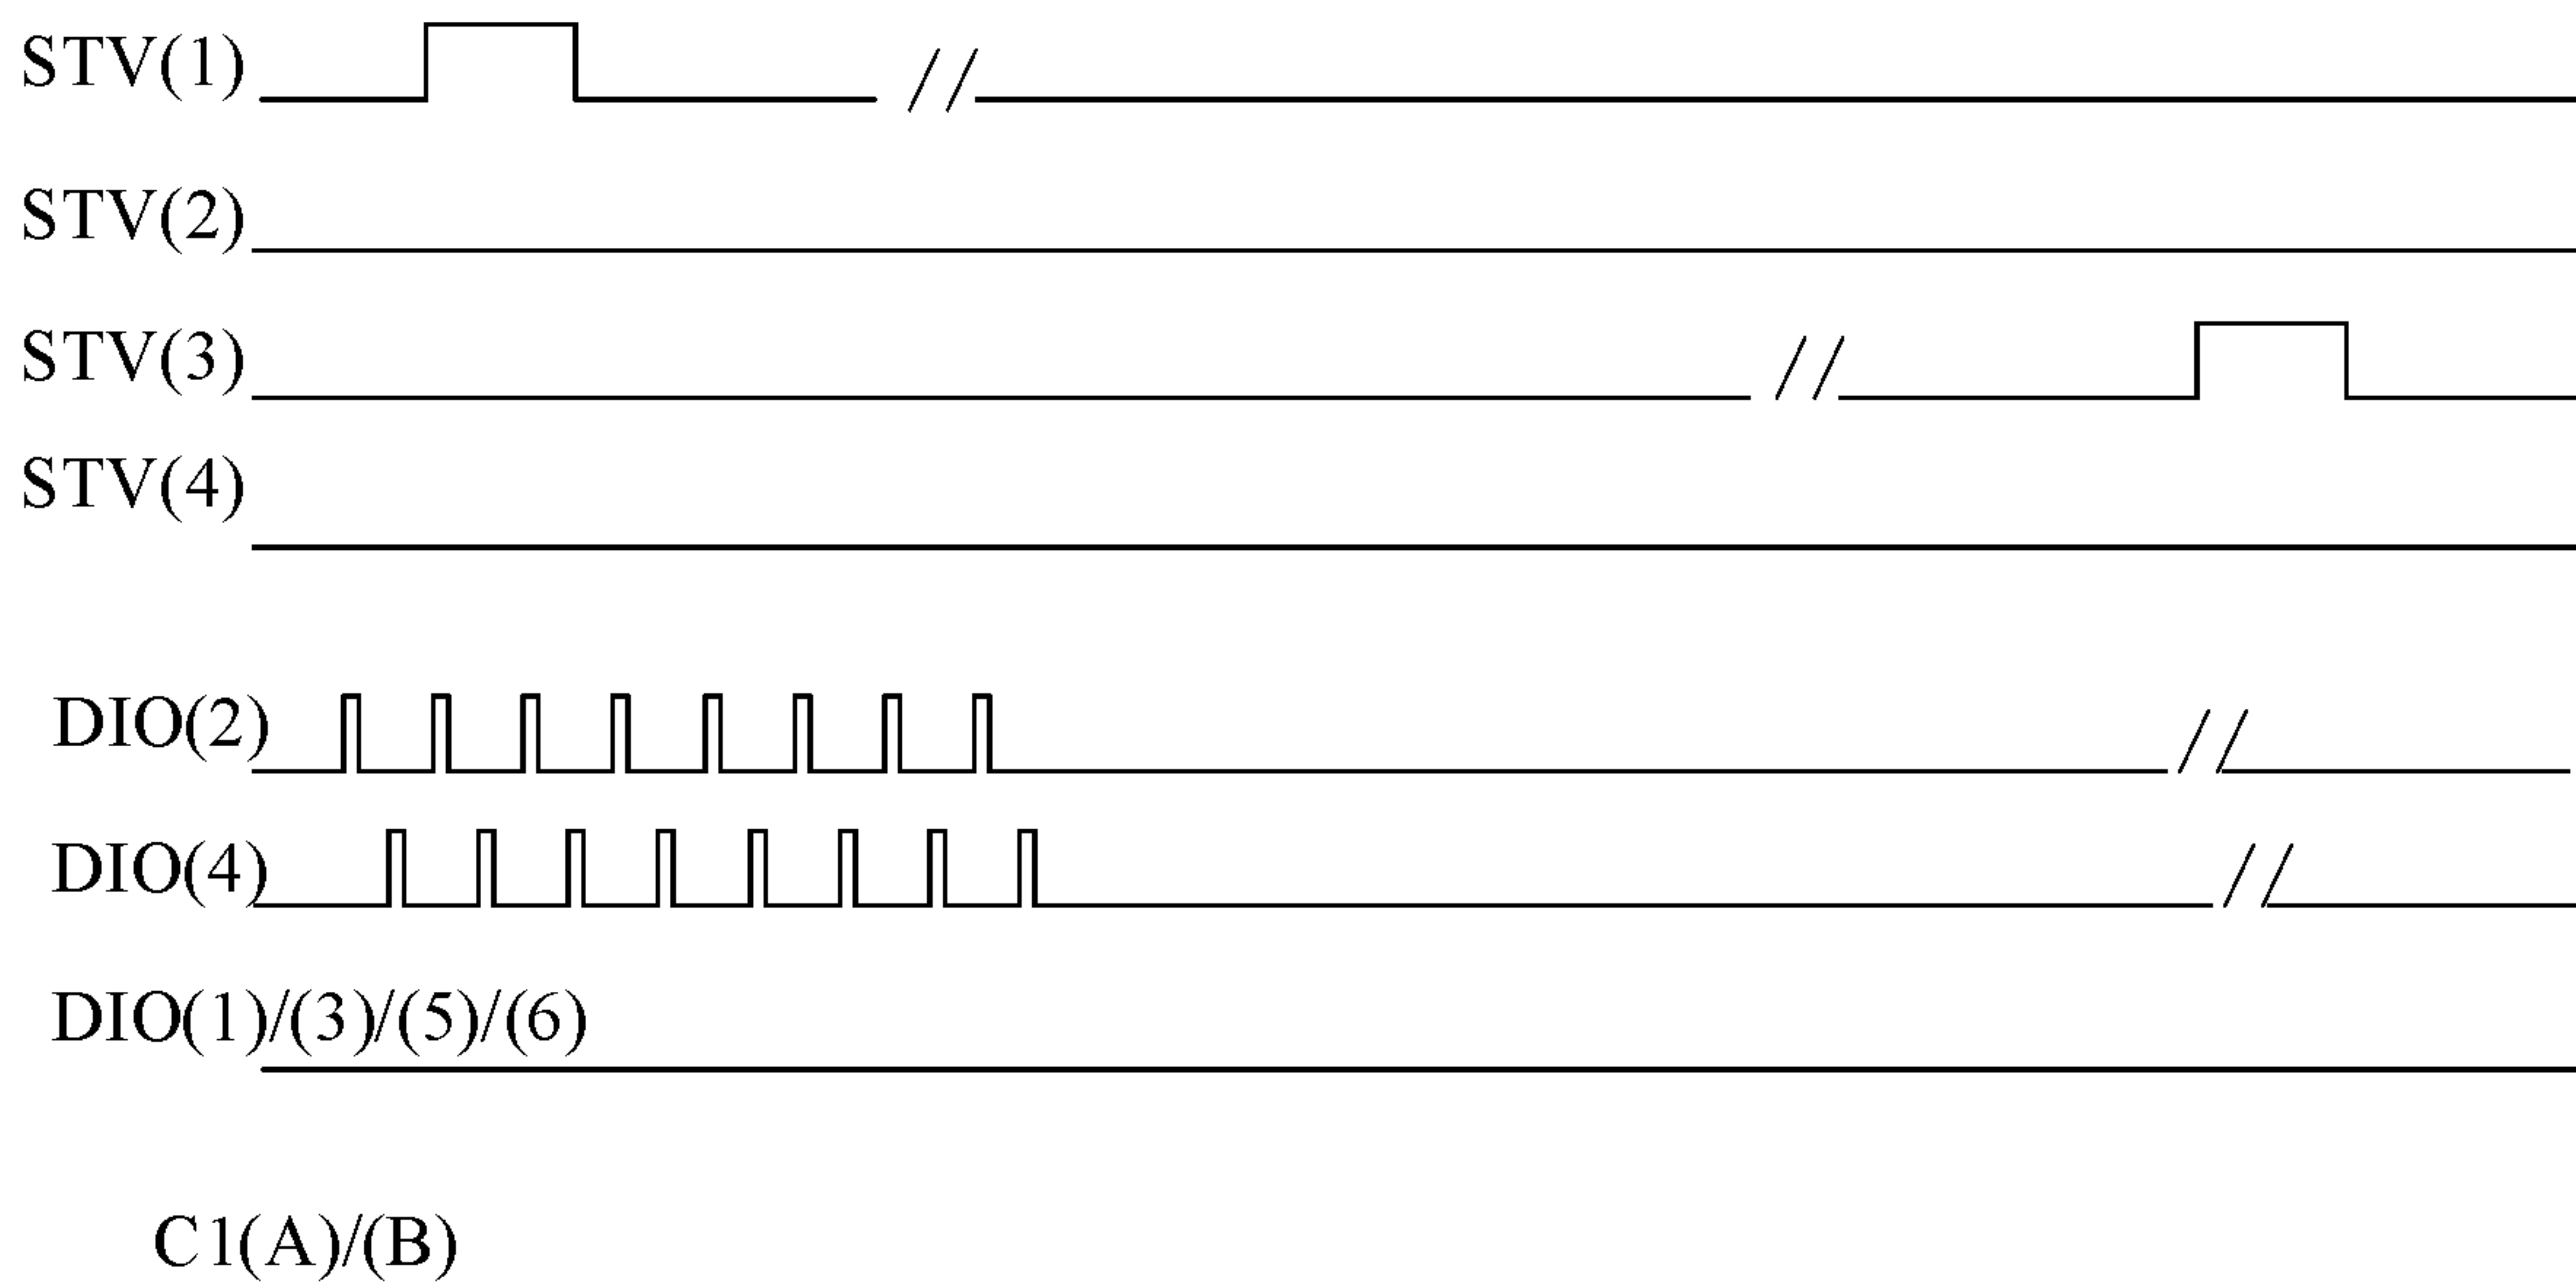 STV(1)
STV(2)
STV(3)
STV(4)
DIO(2)
DIO(4)
DIO(1)/(3)/(5)/(6)
C1(A)/(B)